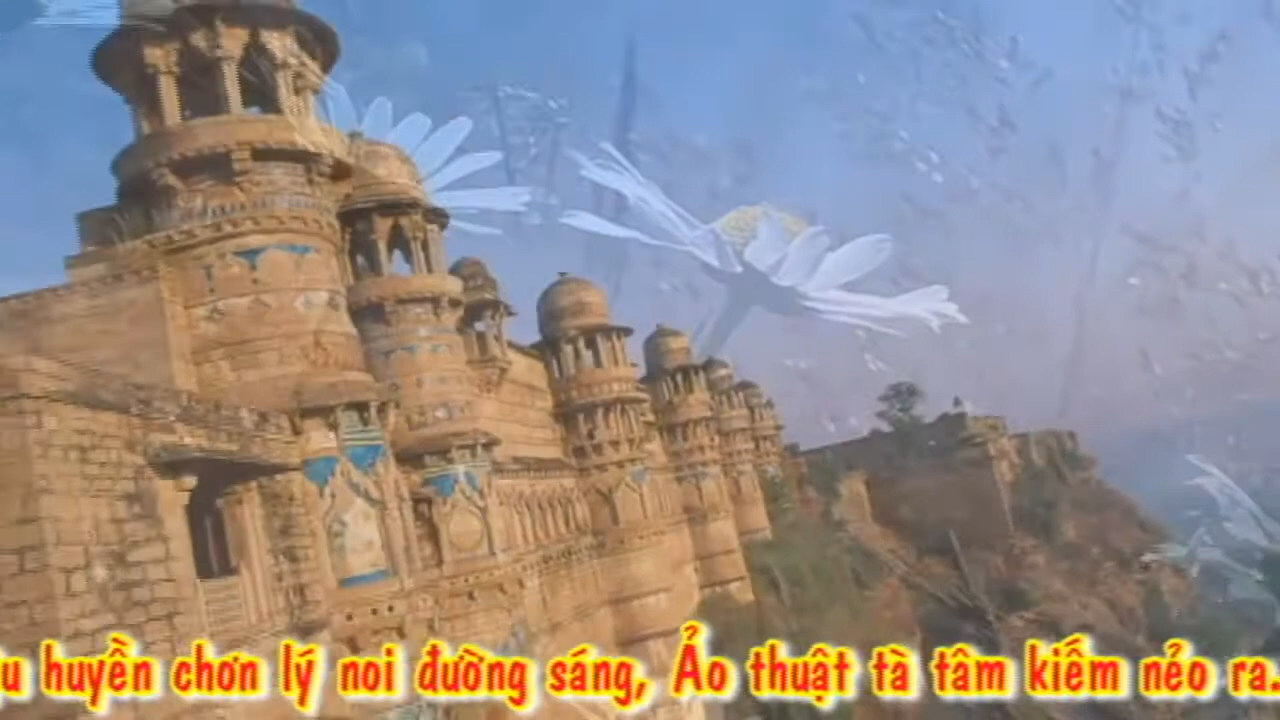 huyền chơn lý noi đường sáng, Ảo thuật tà tâm kiếm nẻo ra.